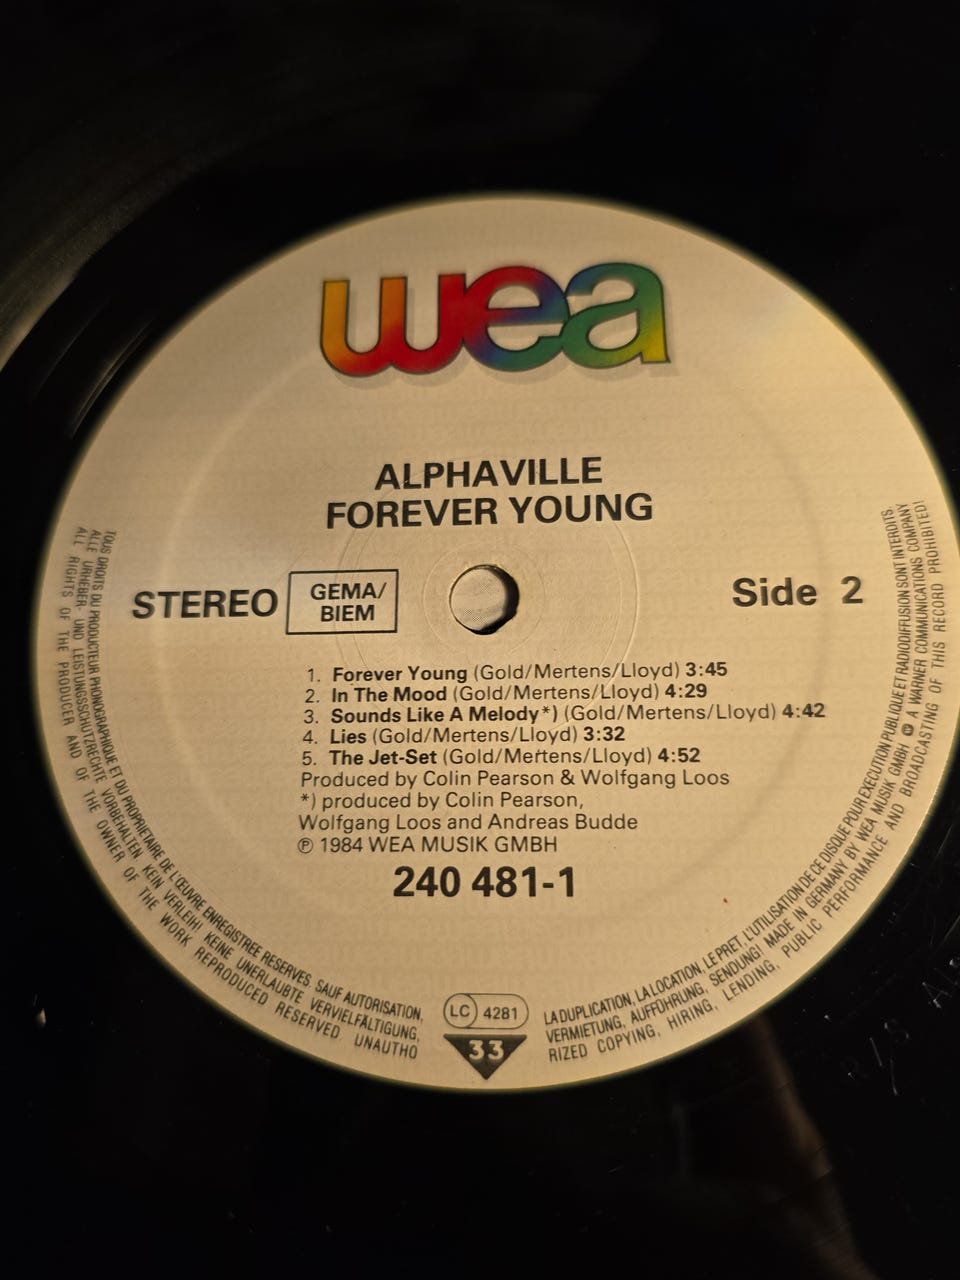 wea
ALPHAVILLE
FOREVER YOUNG
STEREO
GEMA/
BIEM
Side 2
1. Forever Young (Gold/Mertens/Lloyd) 3:45
2. In The Mood (Gold/Mertens/Lloyd) 4:29
3. Sounds Like A Melody*) (Gold/Mertens/Lloyd) 4:42
4. Lies (Gold/Mertens/Lloyd) 3:32
5. The Jet-Set (Gold/Mertens/Lloyd) 4:52
Produced by Colin Pearson & Wolfgang Loos
*) produced by Colin Pearson,
Wolfgang Loos and Andreas Budde
℗ 1984 WEA MUSIK GMBH
240 481-1
LC 4281
33
TOUS DROITS DU PRODUCTEUR PHONOGRAPHIQUE ET DU PROPRIETAIRE DE L'ŒUVRE ENREGISTREE RESERVES. SAUF AUTORISATION, LA DUPLICATION, LA LOCATION, LE PRET, L'UTILISATION DE CE DISQUE POUR EXECUTION PUBLIQUE ET RADIODIFFUSION SONT INTERDITS.
ALLE URHEBER- UND LEISTUNGSSCHUTZRECHTE VORBEHALTEN. KEIN VERLEIH! KEINE UNERLAUBTE VERVIELFÄLTIGUNG, VERMIETUNG, AUFFÜHRUNG, SENDUNG! MADE IN GERMANY BY WEA MUSIK GMBH A WARNER COMMUNICATIONS COMPANY
ALL RIGHTS OF THE PRODUCER AND OF THE OWNER OF THE WORK REPRODUCED RESERVED. UNAUTHORIZED COPYING, HIRING, LENDING, PUBLIC PERFORMANCE AND BROADCASTING OF THIS RECORD PROHIBITED!